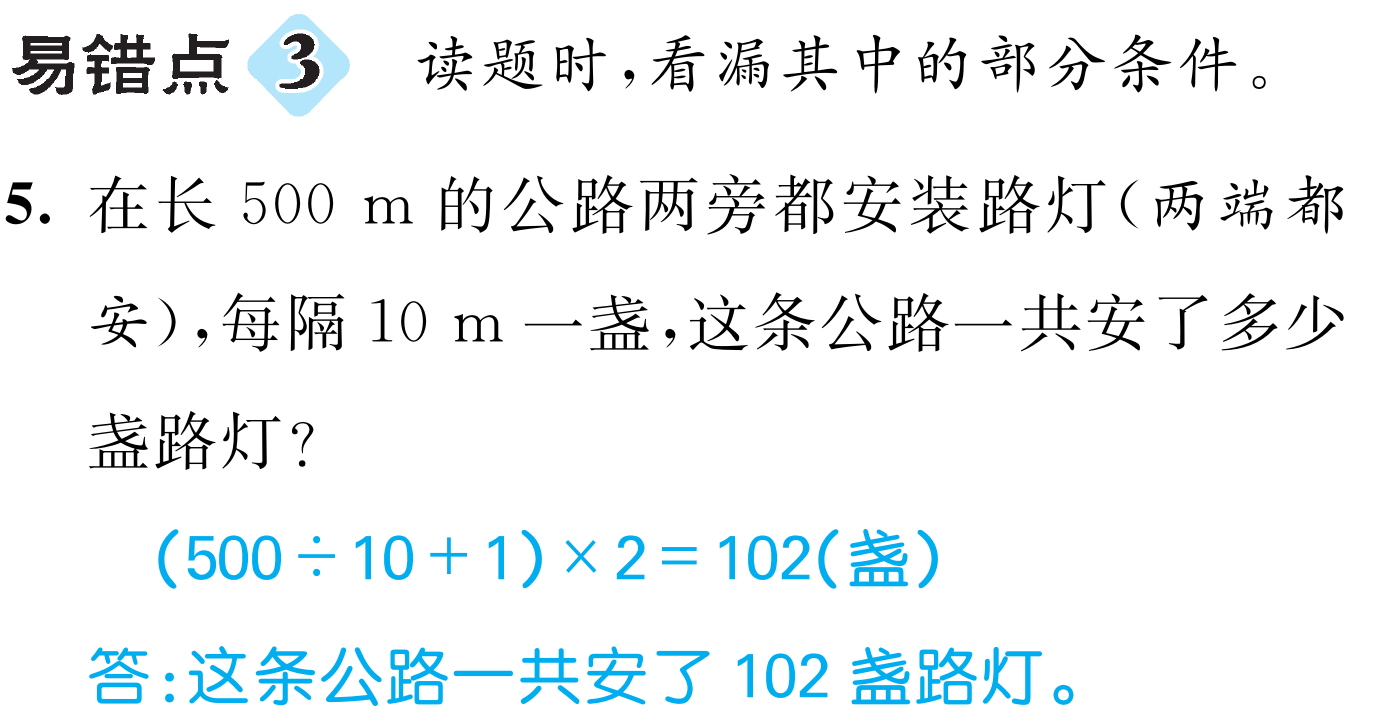 易错点 3 读题时,看漏其中的部分条件。
5. 在长 500 m 的公路两旁都安装路灯(两端都
安),每隔 10 m 一盏,这条公路一共安了多少
盏路灯?
(500÷10+1)×2=102(盏)
答:这条公路一共安了 102 盏路灯。